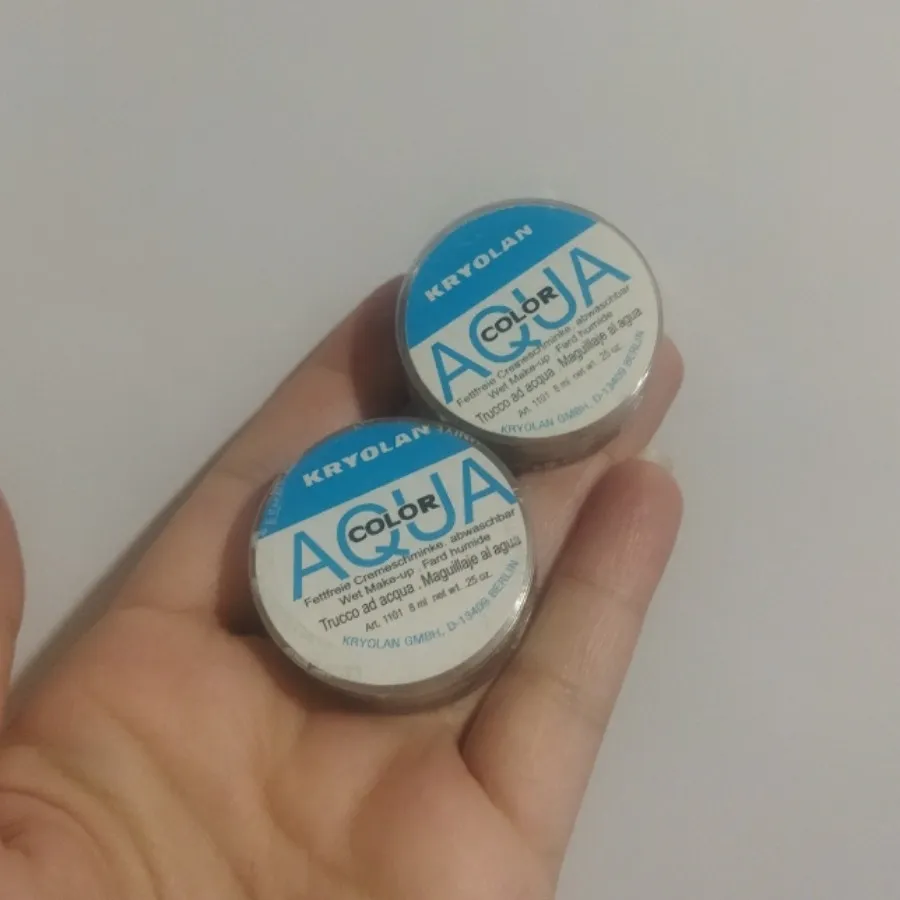 KRYOLAN
AQUA
COLOR
Fettfreie Cremeschminke, abwaschbar
Wet Make-up . Fard humide
Trucco ad acqua . Maguillaje al agua
Art. 1101 8 ml net wt. .25 oz.
KRYOLAN GMBH, D-13409 BERLIN
KRYOLAN
AQUA
COLOR
Fettfreie Cremeschminke, abwaschbar
Wet Make-up . Fard humide
Trucco ad acqua . Maguillaje al agua
Art. 1101 8 ml net wt. .25 oz.
KRYOLAN GMBH, D-13409 BERLIN